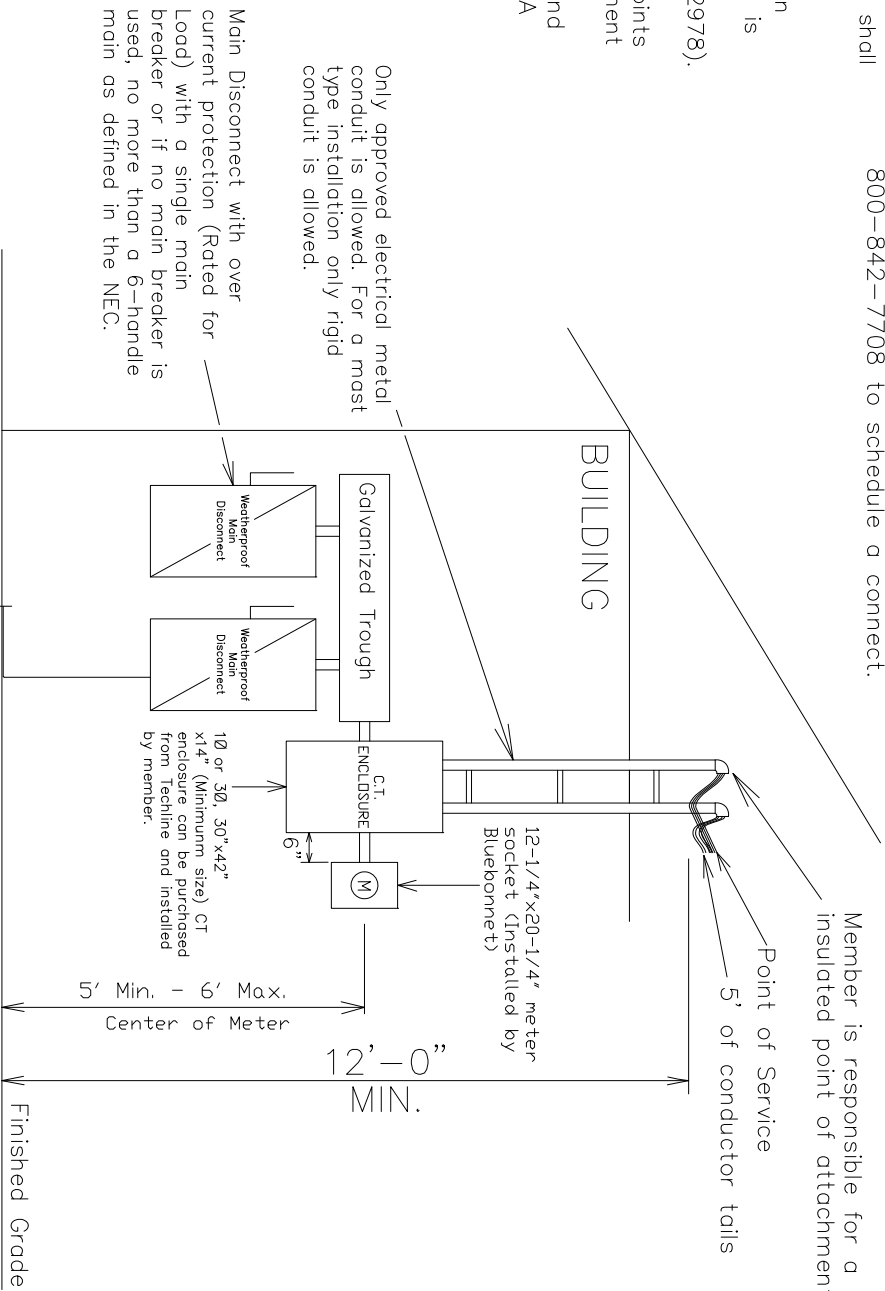 shall
n
is
2978).
oints
ment
nd
A
800-842-7708 to schedule a connect.
Member is responsible for a
insulated point of attachmen
Point of Service
5' of conductor tails
Only approved electrical metal
conduit is allowed. For a mast
type installation only rigid
conduit is allowed.
BUILDING
Main Disconnect with over
current protection (Rated for
Load) with a single main
breaker or if no main breaker is
used, no more than a 6-handle
main as defined in the NEC.
Galvanized Trough
Weatherproof
Main
Disconnect
Weatherproof
Main
Disconnect
C.T.
ENCLOSURE
6"
M
12-1/4"x20-1/4" meter
socket (Installed by
Bluebonnet)
1Ø or 3Ø, 30"x42"
x14" (Minimunm size) CT
enclosure can be purchased
from Techline and installed
by member.
5' Min. - 6' Max.
Center of Meter
12'-0"
MIN.
Finished Grade